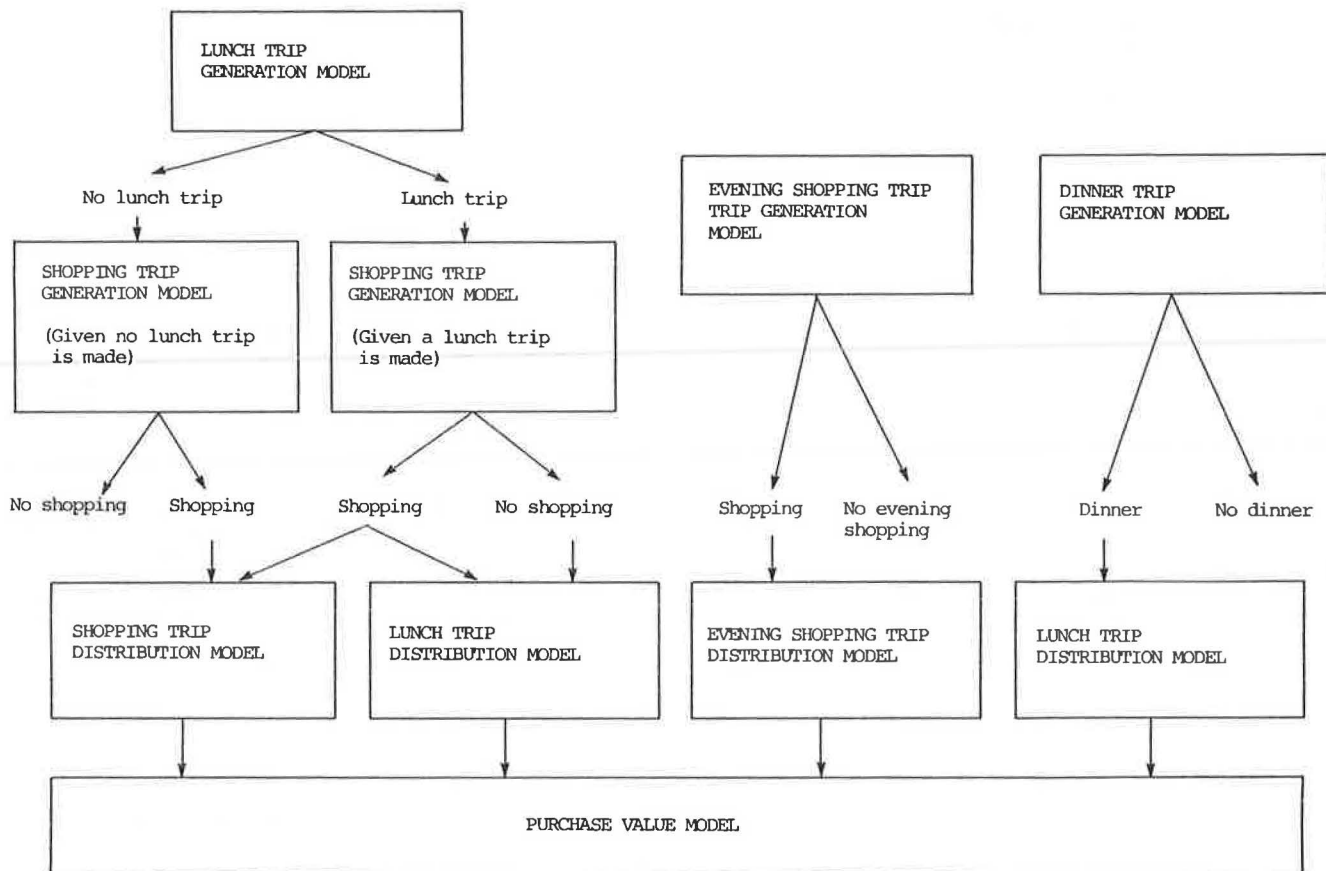 LUNCH TRIP
GENERATION MODEL
No lunch trip
Lunch trip
EVENING SHOPPING TRIP
TRIP GENERATION
MODEL
DINNER TRIP
GENERATION MODEL
SHOPPING TRIP
GENERATION MODEL
(Given no lunch trip
is made)
SHOPPING TRIP
GENERATION MODEL
(Given a lunch trip
is made)
No shopping
Shopping
Shopping
No shopping
Shopping
No evening
shopping
Dinner
No dinner
SHOPPING TRIP
DISTRIBUTION MODEL
LUNCH TRIP
DISTRIBUTION MODEL
EVENING SHOPPING TRIP
DISTRIBUTION MODEL
LUNCH TRIP
DISTRIBUTION MODEL
PURCHASE VALUE MODEL